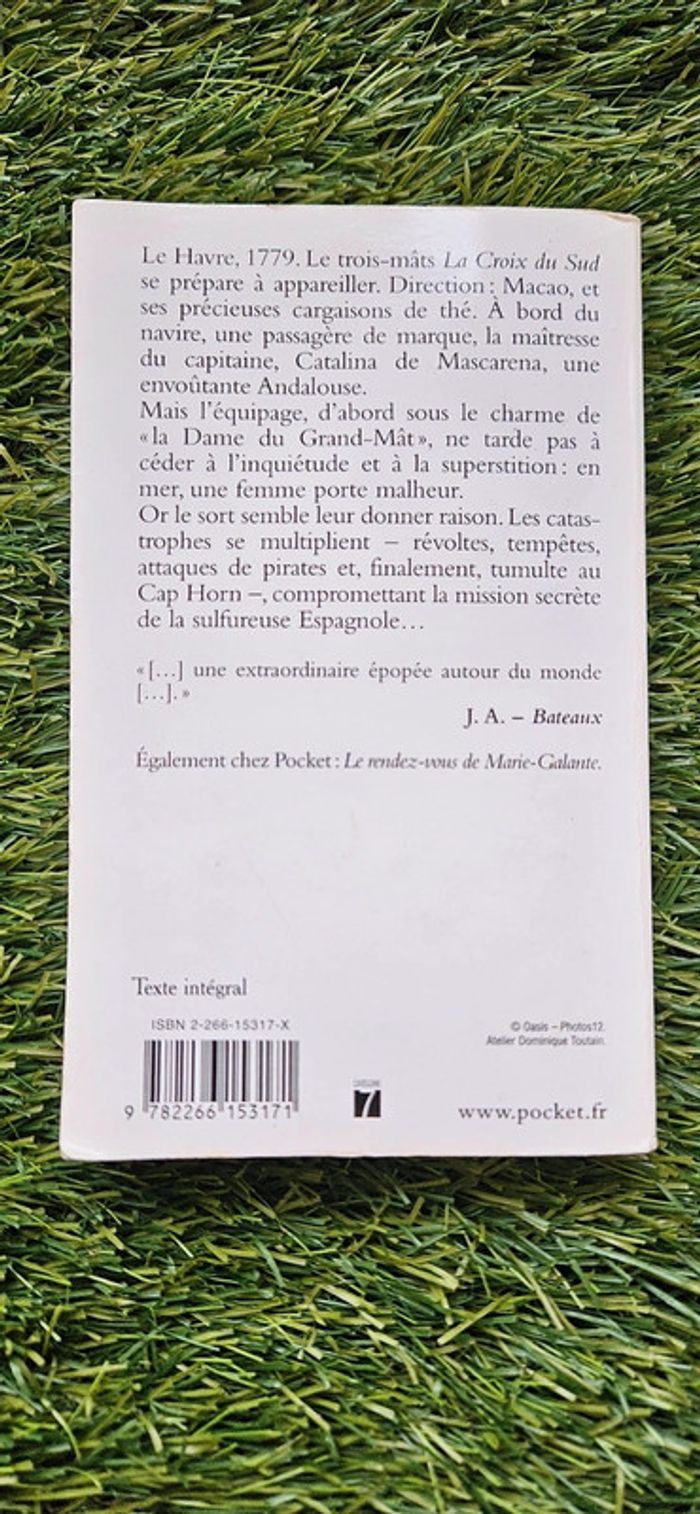 Le Havre, 1779. Le trois-mâts La Croix du Sud
se prépare à appareiller. Direction : Macao, et
ses précieuses cargaisons de thé. À bord du
navire, une passagère de marque, la maîtresse
du capitaine, Catalina de Mascarena, une
envoûtante Andalouse.
Mais l'équipage, d'abord sous le charme de
« la Dame du Grand-Mât », ne tarde pas à
céder à l'inquiétude et à la superstition : en
mer, une femme porte malheur.
Or le sort semble leur donner raison. Les catas-
trophes se multiplient – révoltes, tempêtes,
attaques de pirates et, finalement, tumulte au
Cap Horn –, compromettant la mission secrète
de la sulfureuse Espagnole…
« […] une extraordinaire épopée autour du monde
[…]. »
J. A. – Bateaux
Également chez Pocket : Le rendez-vous de Marie-Galante.
Texte intégral
ISBN 2-266-15317-X
© Oasis – Photos12.
Atelier Dominique Toutain.
9 782266 153171
7
www.pocket.fr